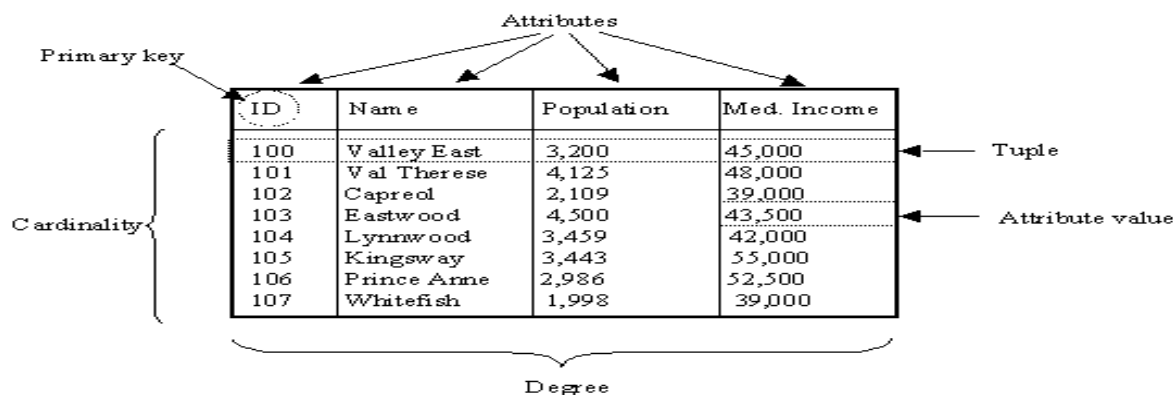 Attributes
Primary key
ID Name Population Med. Income
100 Valley East 3,200 45,000 Tuple
101 Val Therese 4,125 48,000
102 Capreol 2,109 39,000
Cardinality 103 Eastwood 4,500 43,500 Attribute value
104 Lynnwood 3,459 42,000
105 Kingsway 3,443 55,000
106 Prince Anne 2,986 52,500
107 Whitefish 1,998 39,000
Degree